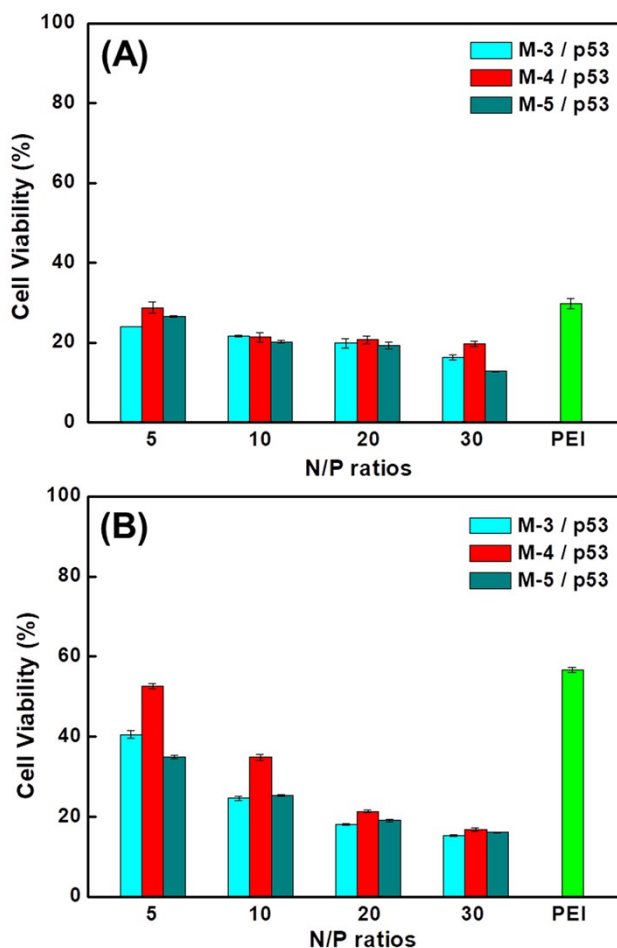 (A)
M-3 / p53
M-4 / p53
M-5 / p53
Cell Viability (%)
100
80
60
40
20
0
5 10 20 30 PEI
N/P ratios
(B)
M-3 / p53
M-4 / p53
M-5 / p53
Cell Viability (%)
100
80
60
40
20
0
5 10 20 30 PEI
N/P ratios